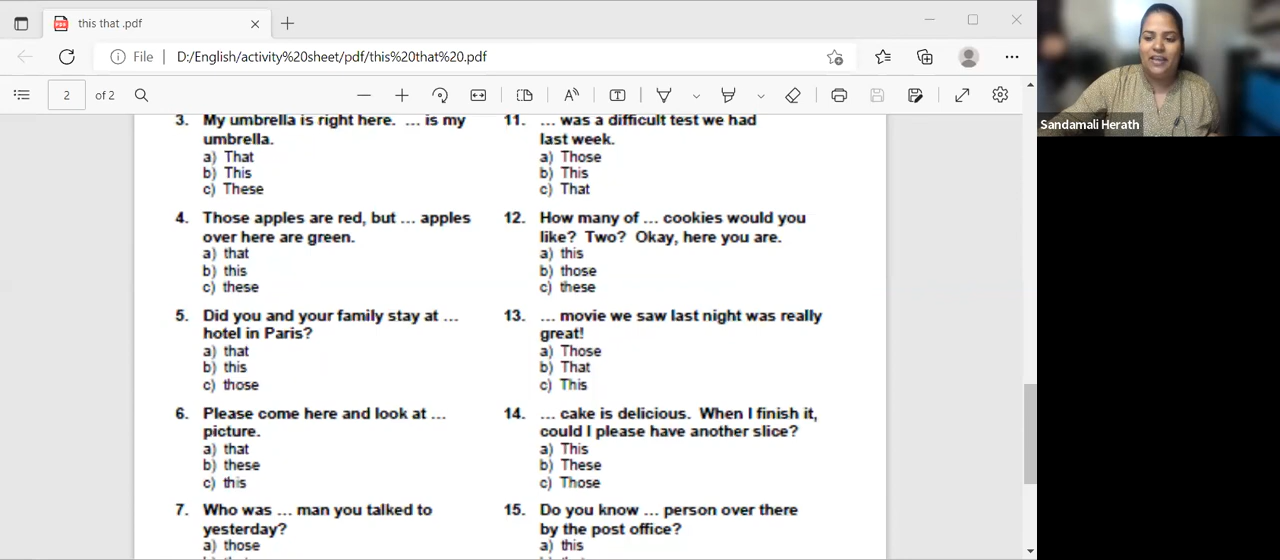 this that .pdf
File
D:/English/activity%20sheet/pdf/this%20that%20.pdf
2
of 2
3. My umbrella is right here. ... is my
umbrella.
a) That
b) This
c) These
4. Those apples are red, but ... apples
over here are green.
a) that
b) this
c) these
5. Did you and your family stay at ...
hotel in Paris?
a) that
b) this
c) those
6. Please come here and look at ...
picture.
a) that
b) these
c) this
7. Who was ... man you talked to
yesterday?
a) those
11. ... was a difficult test we had
last week.
a) Those
b) This
c) That
12. How many of ... cookies would you
like? Two? Okay, here you are.
a) this
b) those
c) these
13. ... movie we saw last night was really
great!
a) Those
b) That
c) This
14. ... cake is delicious. When I finish it,
could I please have another slice?
a) This
b) These
c) Those
15. Do you know ... person over there
by the post office?
a) this
Sandamali Herath